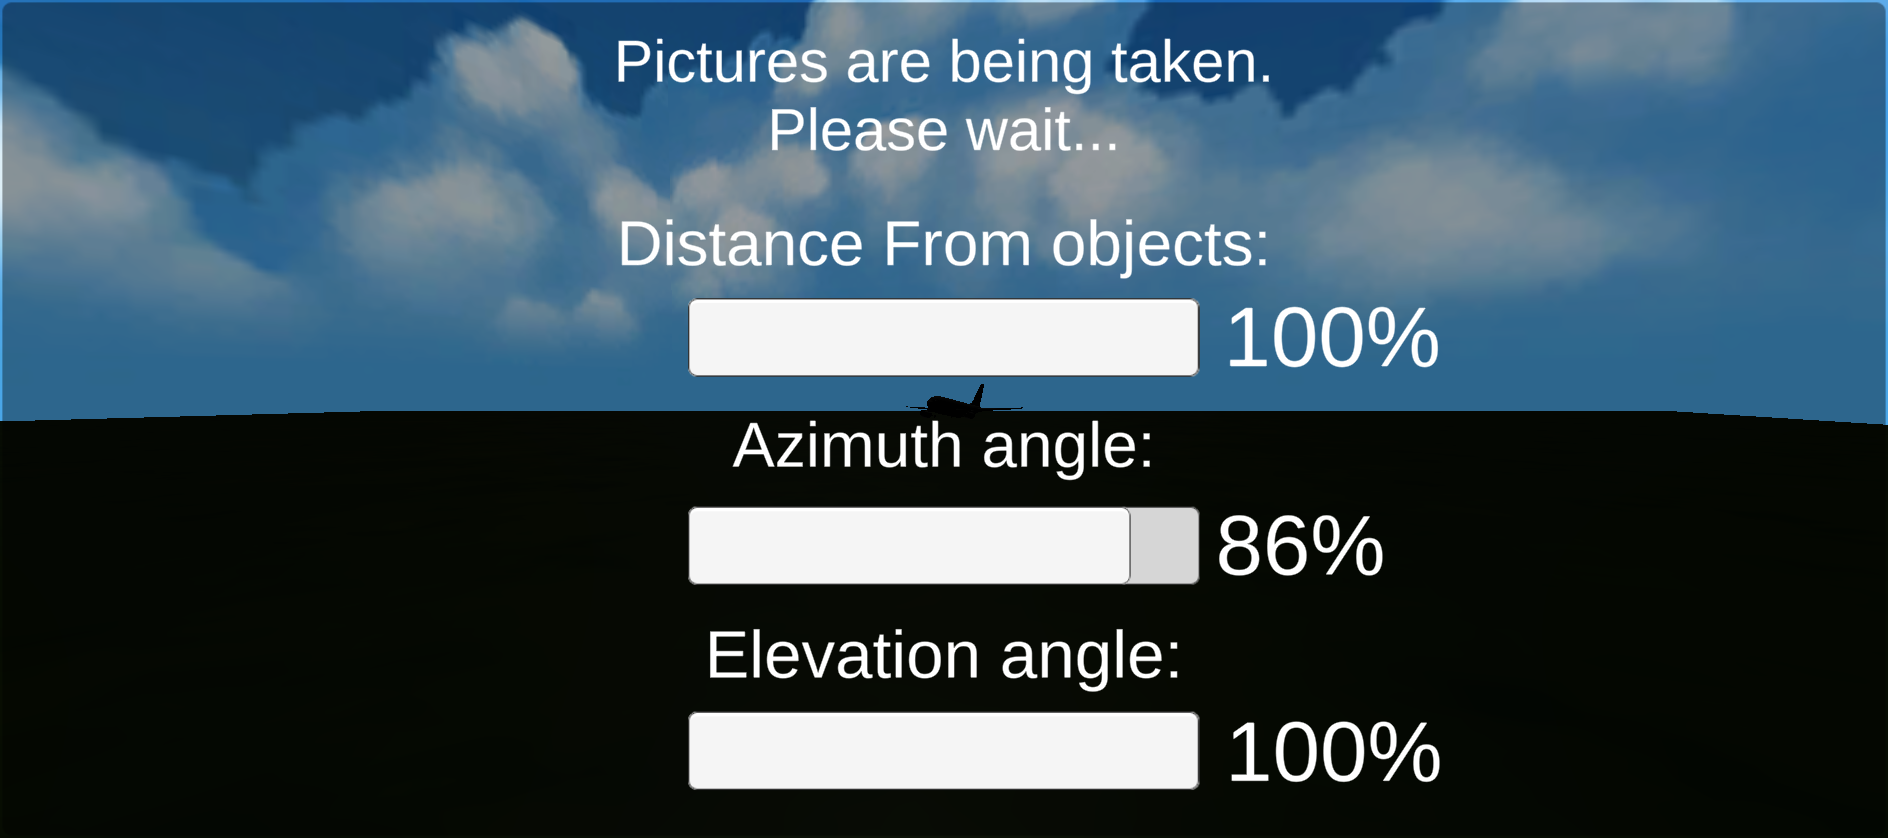 Pictures are being taken.
Please wait...
Distance From objects:
100%
Azimuth angle:
86%
Elevation angle:
100%